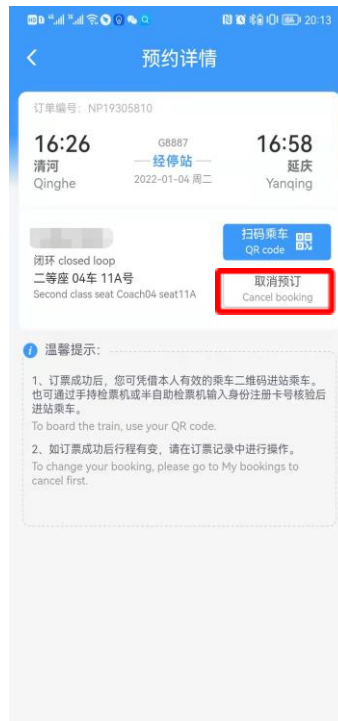 20:13
预约详情
订单编号：NP19305810
16:26 G8887 16:58
清河 经停站 延庆
Qinghe 2022-01-04 周二 Yanqing
扫码乘车
QR code
闭环 closed loop
二等座 04车 11A号
Second class seat Coach04 seat11A
取消预订
Cancel booking
温馨提示：
1、订票成功后，您可凭借本人有效的乘车二维码进站乘车。
也可通过手持检票机或半自助检票机输入身份注册卡号核验后
进站乘车。
To board the train, use your QR code.
2、如订票成功后行程有变，请在订票记录中进行操作。
To change your booking, please go to My bookings to
cancel first.